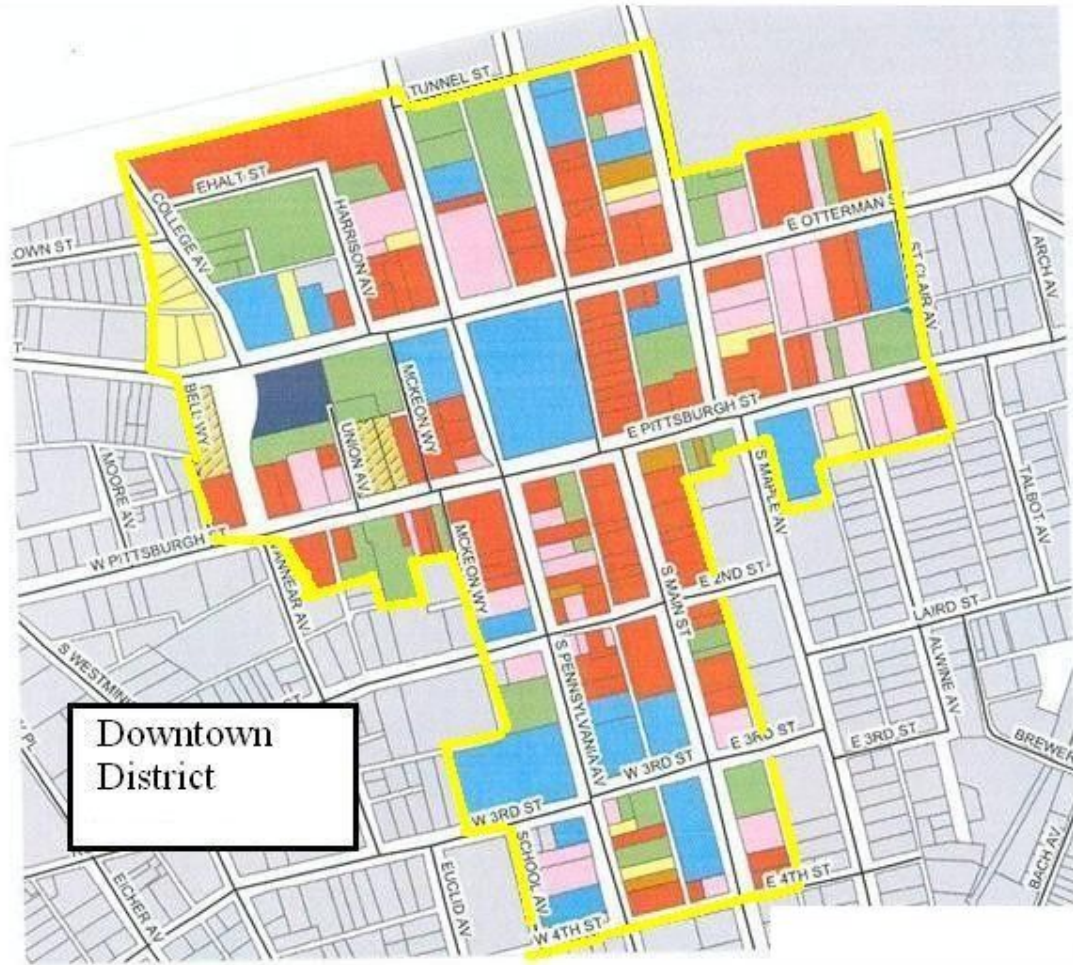 TUNNEL ST
EHALT ST
COLLEGE AV
HARRISON AV
E OTTERMAN
ST CLAIR AV
ARCH AV
BELL WY
MCKEON WY
UNION AV
E PITTSBURGH ST
MOORE AV
S MAPLE AV
TALBOT AV
W PITTSBURGH ST
MCKEON WY
S MAIN ST
E 2ND ST
LAIRD ST
S PENNSYLVANIA AV
ALWINE AV
Downtown
District
W 3RD ST
E 3RD ST
E 3RD ST
BREWER
W 3RD ST
SCHOOL AV
EUCLID AV
EICHER AV
E 4TH ST
BACH AV
W 4TH ST